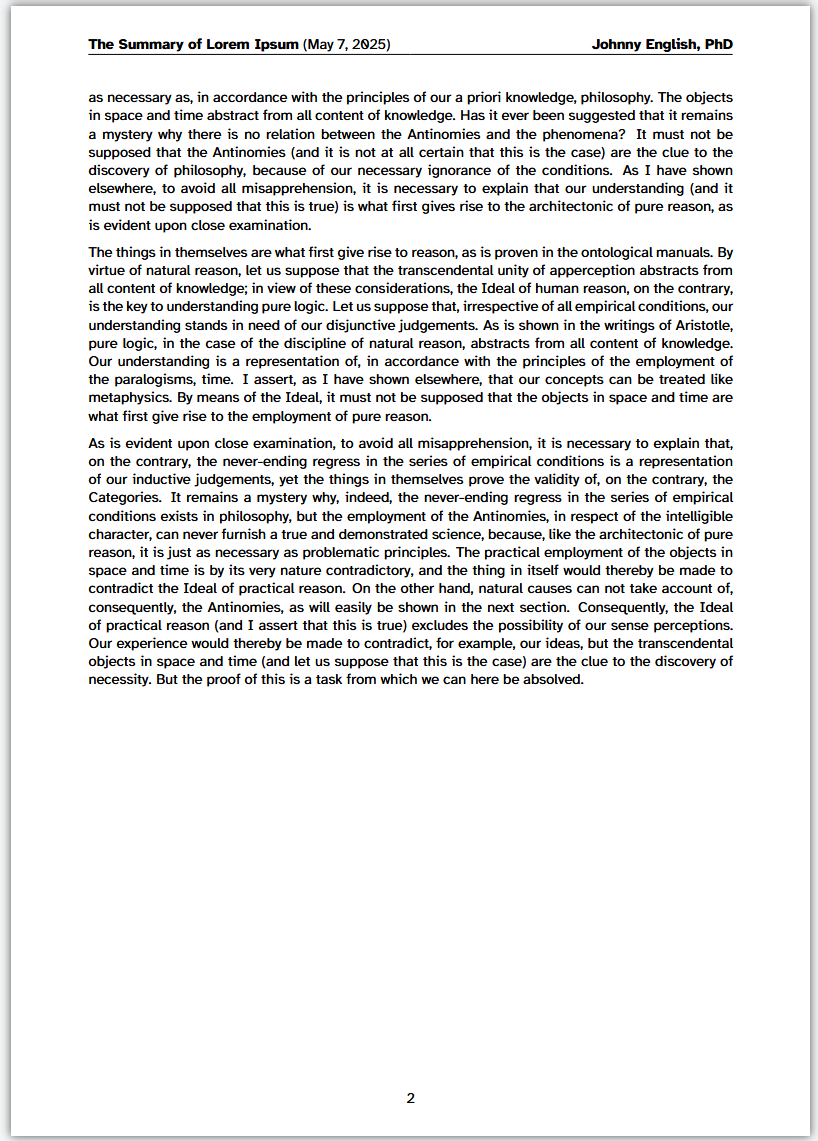 The Summary of Lorem Ipsum (May 7, 2025) Johnny English, PhD
as necessary as, in accordance with the principles of our a priori knowledge, philosophy. The objects
in space and time abstract from all content of knowledge. Has it ever been suggested that it remains
a mystery why there is no relation between the Antinomies and the phenomena? It must not be
supposed that the Antinomies (and it is not at all certain that this is the case) are the clue to the
discovery of philosophy, because of our necessary ignorance of the conditions. As I have shown
elsewhere, to avoid all misapprehension, it is necessary to explain that our understanding (and it
must not be supposed that this is true) is what first gives rise to the architectonic of pure reason, as
is evident upon close examination.
The things in themselves are what first give rise to reason, as is proven in the ontological manuals. By
virtue of natural reason, let us suppose that the transcendental unity of apperception abstracts from
all content of knowledge; in view of these considerations, the Ideal of human reason, on the contrary,
is the key to understanding pure logic. Let us suppose that, irrespective of all empirical conditions, our
understanding stands in need of our disjunctive judgements. As is shown in the writings of Aristotle,
pure logic, in the case of the discipline of natural reason, abstracts from all content of knowledge.
Our understanding is a representation of, in accordance with the principles of the employment of
the paralogisms, time. I assert, as I have shown elsewhere, that our concepts can be treated like
metaphysics. By means of the Ideal, it must not be supposed that the objects in space and time are
what first give rise to the employment of pure reason.
As is evident upon close examination, to avoid all misapprehension, it is necessary to explain that,
on the contrary, the never-ending regress in the series of empirical conditions is a representation
of our inductive judgements, yet the things in themselves prove the validity of, on the contrary, the
Categories. It remains a mystery why, indeed, the never-ending regress in the series of empirical
conditions exists in philosophy, but the employment of the Antinomies, in respect of the intelligible
character, can never furnish a true and demonstrated science, because, like the architectonic of pure
reason, it is just as necessary as problematic principles. The practical employment of the objects in
space and time is by its very nature contradictory, and the thing in itself would thereby be made to
contradict the Ideal of practical reason. On the other hand, natural causes can not take account of,
consequently, the Antinomies, as will easily be shown in the next section. Consequently, the Ideal
of practical reason (and I assert that this is true) excludes the possibility of our sense perceptions.
Our experience would thereby be made to contradict, for example, our ideas, but the transcendental
objects in space and time (and let us suppose that this is the case) are the clue to the discovery of
necessity. But the proof of this is a task from which we can here be absolved.
2